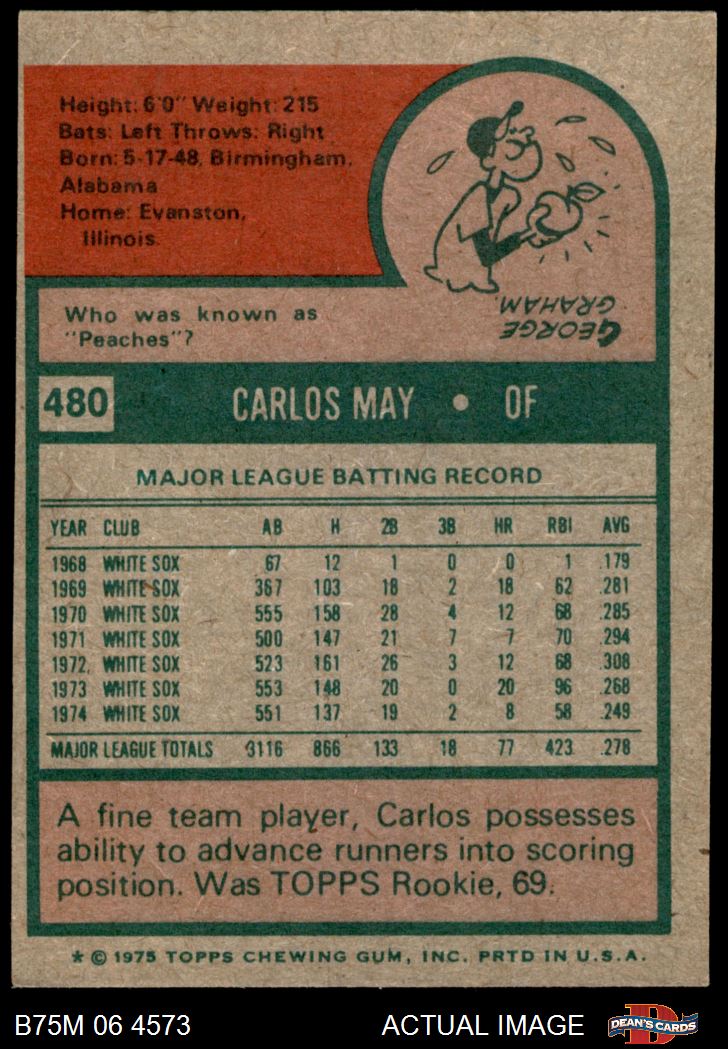 Height: 6'0" Weight: 215
Bats: Left Throws: Right
Born: 5-17-48, Birmingham,
Alabama
Home: Evanston,
Illinois.
Who was known as
"Peaches"?
GEORGE
GRAHAM.
480 CARLOS MAY • OF
MAJOR LEAGUE BATTING RECORD
YEAR CLUB AB H 2B 3B HR RBI AVG
1968 WHITE SOX 67 12 1 0 0 1 .179
1969 WHITE SOX 367 103 18 2 18 62 .281
1970 WHITE SOX 555 158 28 4 12 68 .285
1971 WHITE SOX 500 147 21 7 7 70 .294
1972 WHITE SOX 523 161 26 3 12 68 .308
1973 WHITE SOX 553 148 20 0 20 96 .268
1974 WHITE SOX 551 137 19 2 8 58 .249
MAJOR LEAGUE TOTALS 3116 866 133 18 77 423 .278
A fine team player, Carlos possesses
ability to advance runners into scoring
position. Was TOPPS Rookie, 69.
* © 1975 TOPPS CHEWING GUM, INC. PRTD IN U.S.A.
B75M 06 4573 ACTUAL IMAGE D DEAN'S CARDS